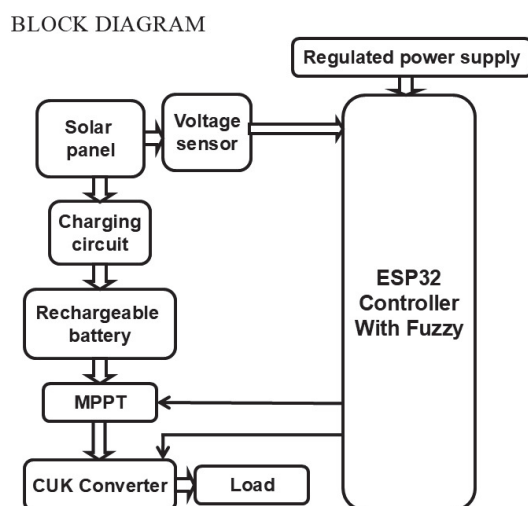 BLOCK DIAGRAM
Regulated power supply
Solar
panel
Voltage
sensor
Charging
circuit
ESP32
Controller
With Fuzzy
Rechargeable
battery
MPPT
CUK Converter
Load